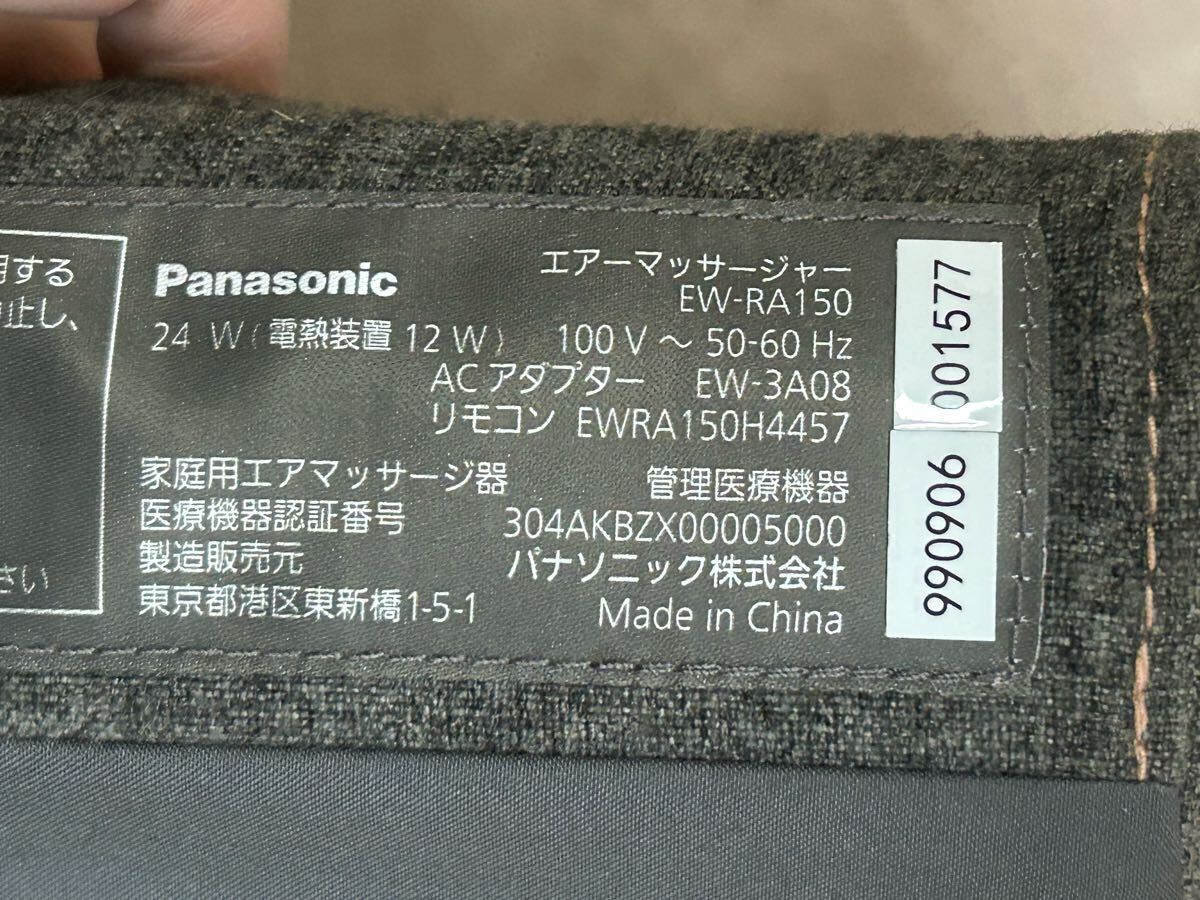 用する
中止し、
さい
Panasonic
エアーマッサージャー
EW-RA150
24 W(電熱装置 12 W) 100 V ～ 50-60 Hz
ACアダプター EW-3A08
リモコン EWRA150H4457
家庭用エアマッサージ器 管理医療機器
医療機器認証番号 304AKBZX00005000
製造販売元 パナソニック株式会社
東京都港区東新橋1-5-1 Made in China
990906 001577